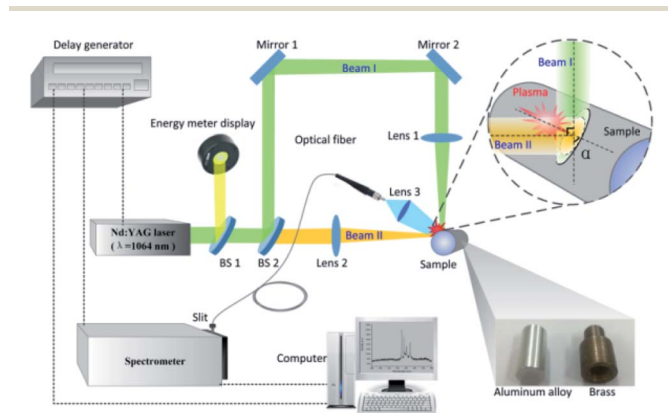 Delay generator
Mirror 1
Mirror 2
Beam I
Beam I
Plasma
Sample
Beam II
α
Energy meter display
Optical fiber
Lens 1
Lens 3
Nd:YAG laser
(λ=1064 nm)
BS 1
BS 2
Beam II
Lens 2
Sample
Slit
Spectrometer
Computer
Aluminum alloy
Brass